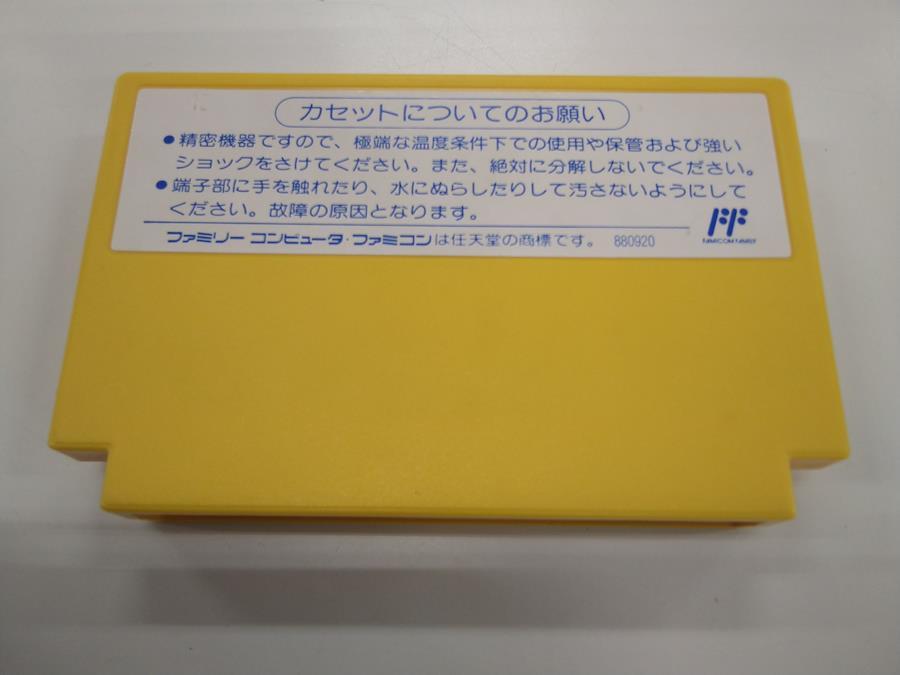 カセットについてのお願い
●精密機器ですので、極端な温度条件下での使用や保管および強い
ショックをさけてください。また、絶対に分解しないでください。
●端子部に手を触れたり、水にぬらしたりして汚さないようにして
ください。故障の原因となります。
FF
FAMICOM FAMILY
ファミリー コンピュータ・ファミコンは任天堂の商標です。 880920